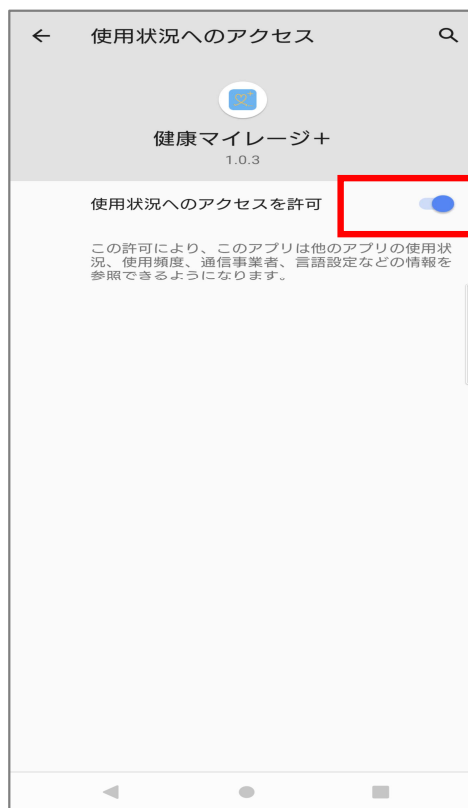 使用状況へのアクセス
健康マイレージ+
1.0.3
使用状況へのアクセスを許可
この許可により、このアプリは他のアプリの使用状
況、使用頻度、通信事業者、言語設定などの情報を
参照できるようになります。